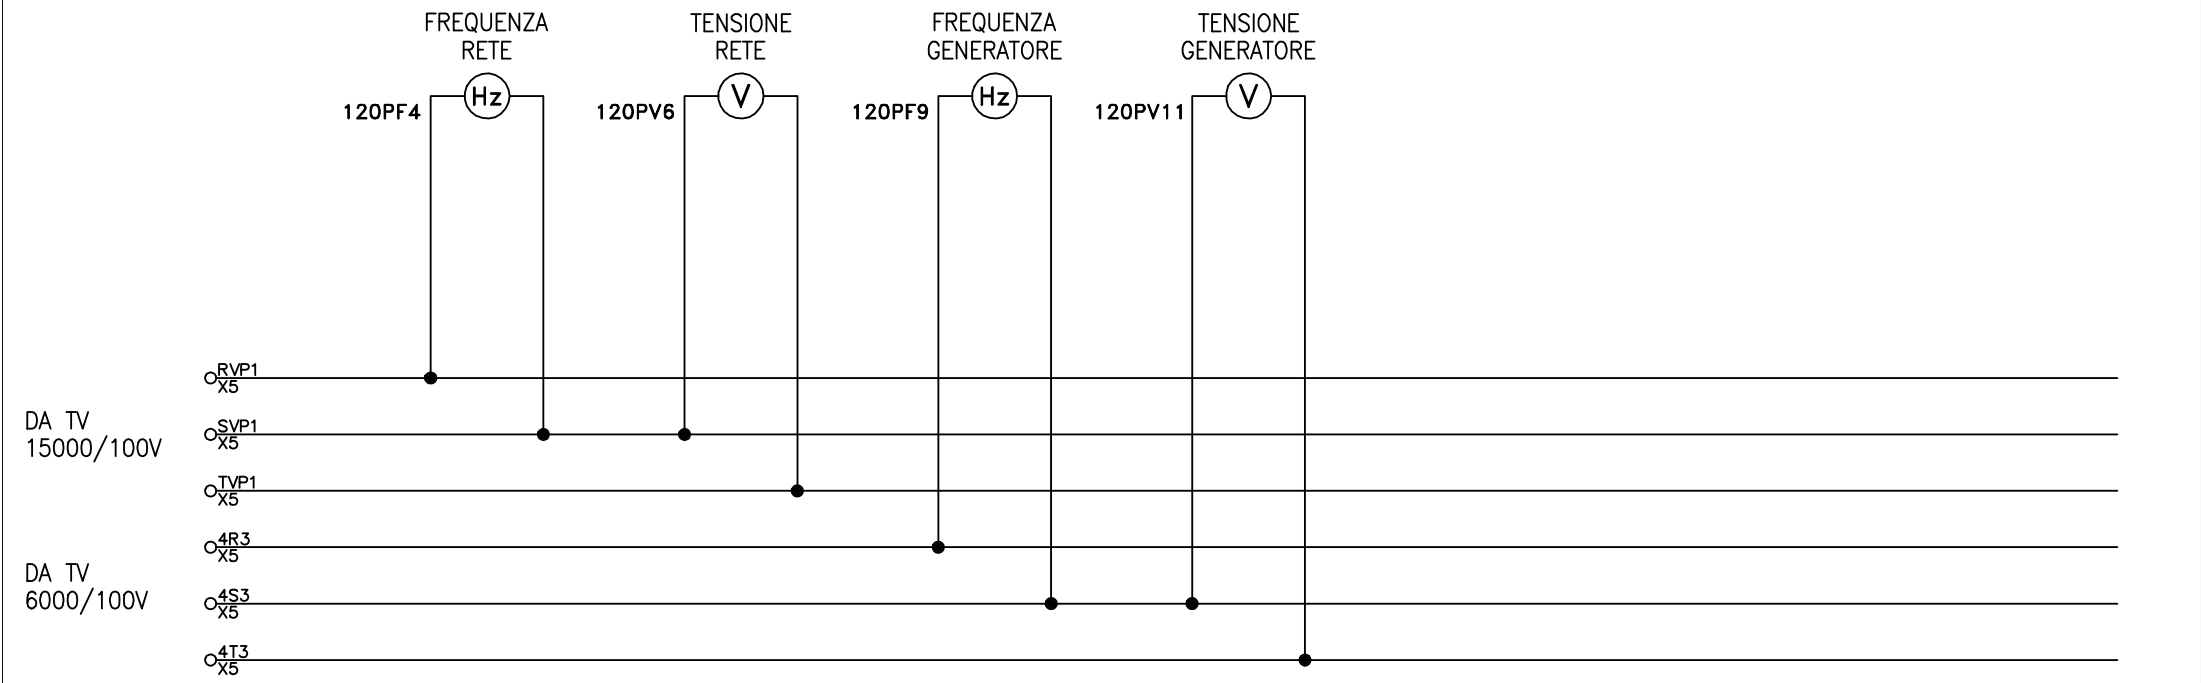 FREQUENZA
RETE
TENSIONE
RETE
FREQUENZA
GENERATORE
TENSIONE
GENERATORE
120PF4
Hz
120PV6
V
120PF9
Hz
120PV11
V
DA TV
15000/100V
RVP1
X5
SVP1
X5
TVP1
X5
DA TV
6000/100V
4R3
X5
4S3
X5
4T3
X5